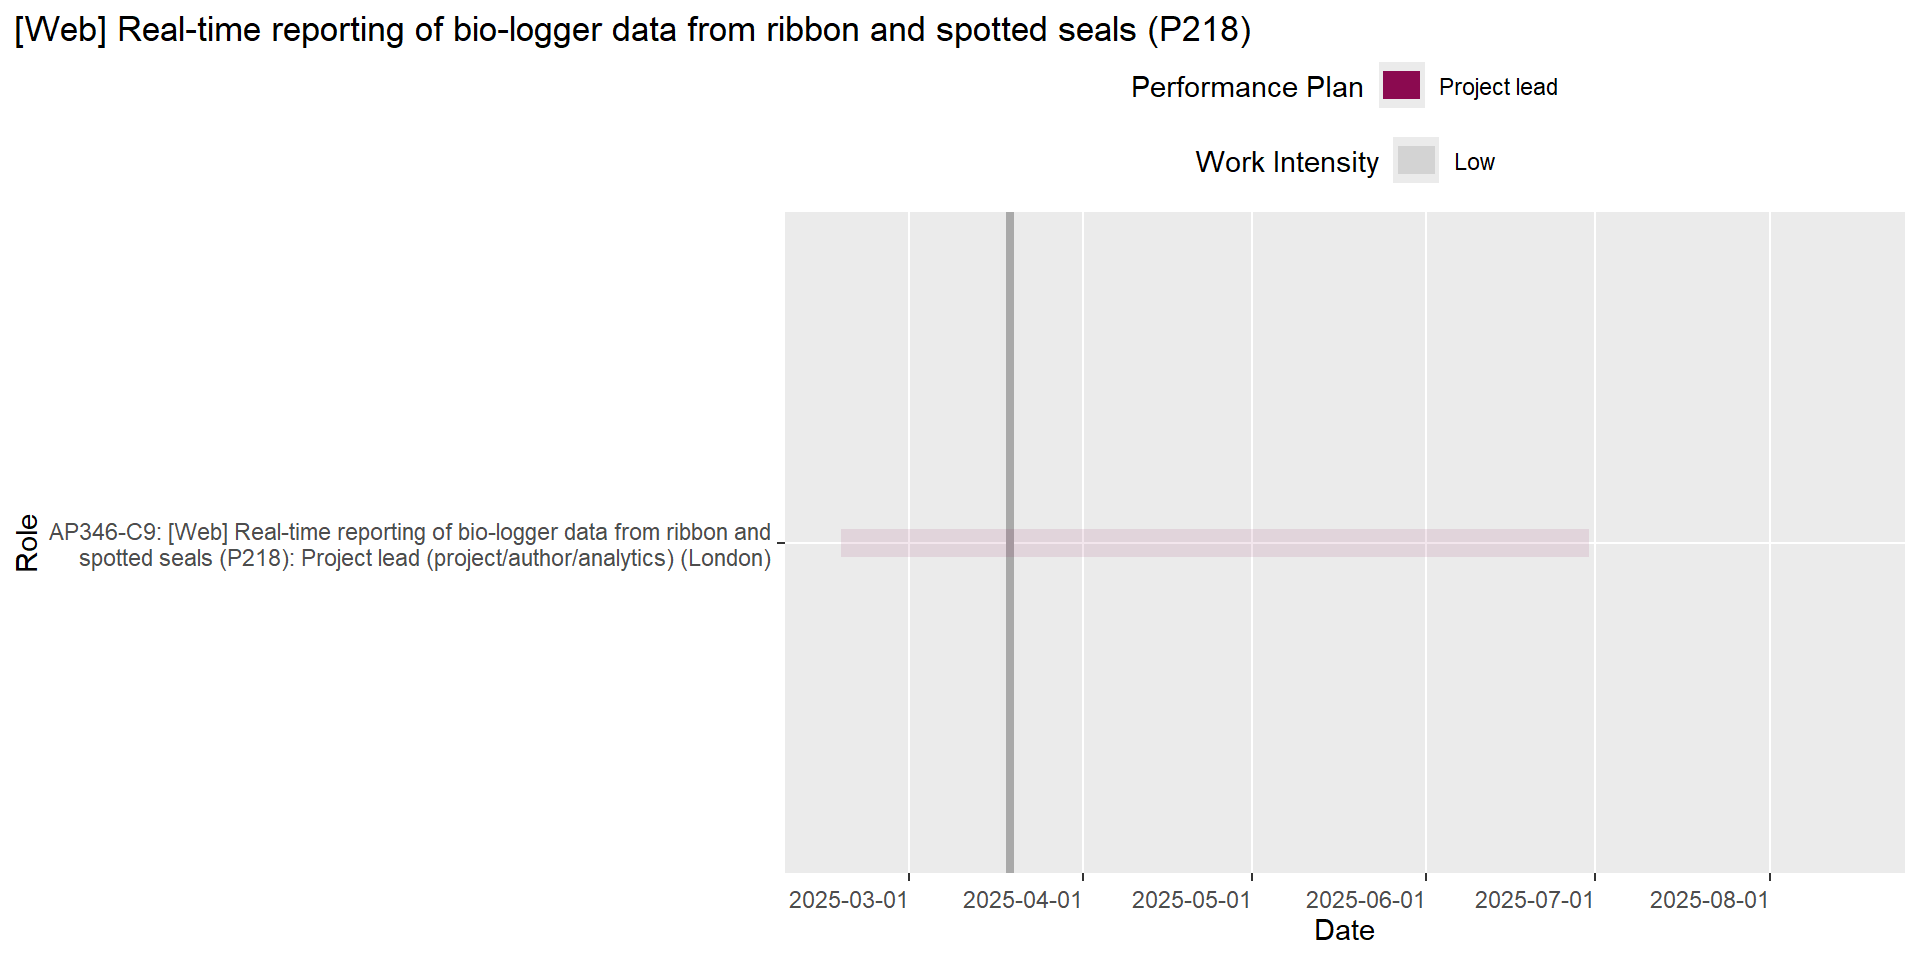 [Web] Real-time reporting of bio-logger data from ribbon and spotted seals (P218)
Performance Plan
Project lead
Work Intensity
Low
Role
AP346-C9: [Web] Real-time reporting of bio-logger data from ribbon and
spotted seals (P218): Project lead (project/author/analytics) (London)
2025-03-01
2025-04-01
2025-05-01
2025-06-01
2025-07-01
2025-08-01
Date